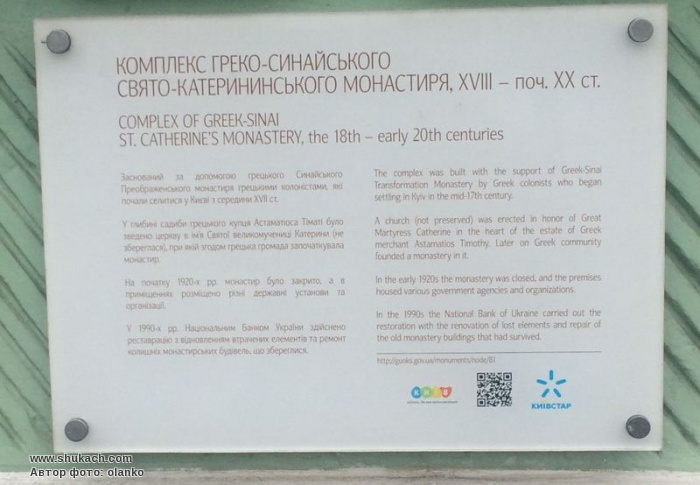 КОМПЛЕКС ГРЕКО-СИНАЙСЬКОГО
СВЯТО-КАТЕРИНИНСЬКОГО МОНАСТИРЯ, XVIII – поч. XX ст.
COMPLEX OF GREEK-SINAI
ST. CATHERINE'S MONASTERY, the 18th – early 20th centuries
Заснований за допомогою грецького Синайського
Преображенського монастиря грецькими колоністами, які
почали селитися у Києві з середини XVII ст.
У глибині садиби грецького купця Астаматіоса Тіматі було
зведено церкву в ім'я Святої великомучениці Катерини (не
збереглася), при якій згодом грецька громада започаткувала
монастир.
На початку 1920-х рр. монастир було закрито, а в
приміщеннях розміщено різні державні установи та
організації.
У 1990-х рр. Національним Банком України здійснено
реставрацію з відновленням втрачених елементів та ремонт
колишніх монастирських будівель, що збереглися.
The complex was built with the support of Greek-Sinai
Transformation Monastery by Greek colonists who began
settling in Kyiv in the mid-17th century.
A church (not preserved) was erected in honor of Great
Martyress Catherine in the heart of the estate of Greek
merchant Astamatios Timothy. Later on Greek community
founded a monastery in it.
In the early 1920s the monastery was closed, and the premises
housed various government agencies and organizations.
In the 1990s the National Bank of Ukraine carried out the
restoration with the renovation of lost elements and repair of
the old monastery buildings that had survived.
http://guoks.gov.ua/monuments/node/81
КИЇВСТАР
www.shukach.com
Автор фото: olanko